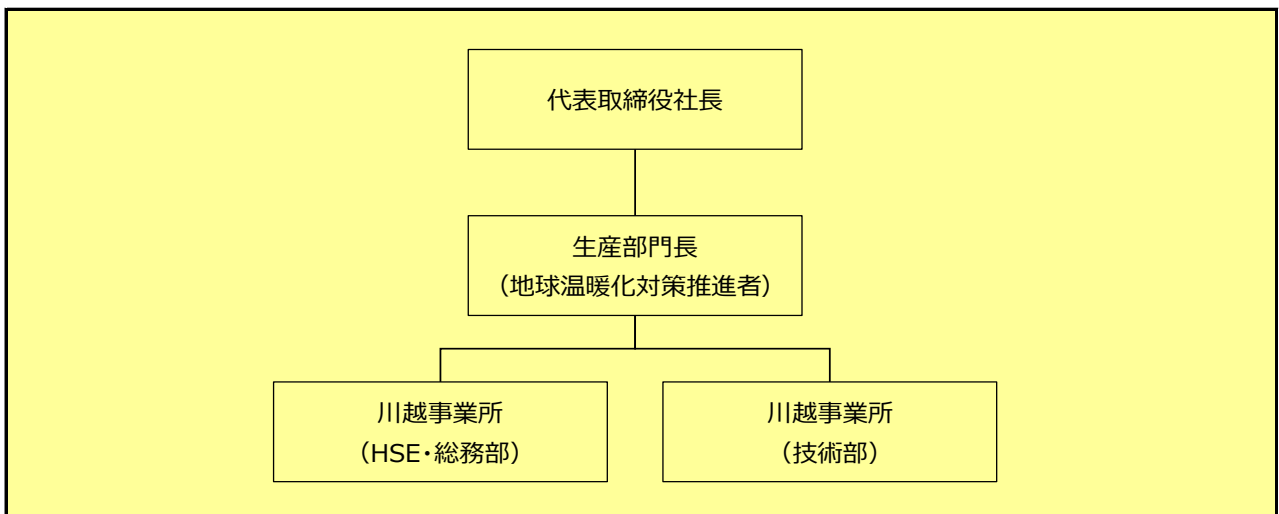 代表取締役社長
生産部門長
（地球温暖化対策推進者）
川越事業所
（HSE・総務部）
川越事業所
（技術部）